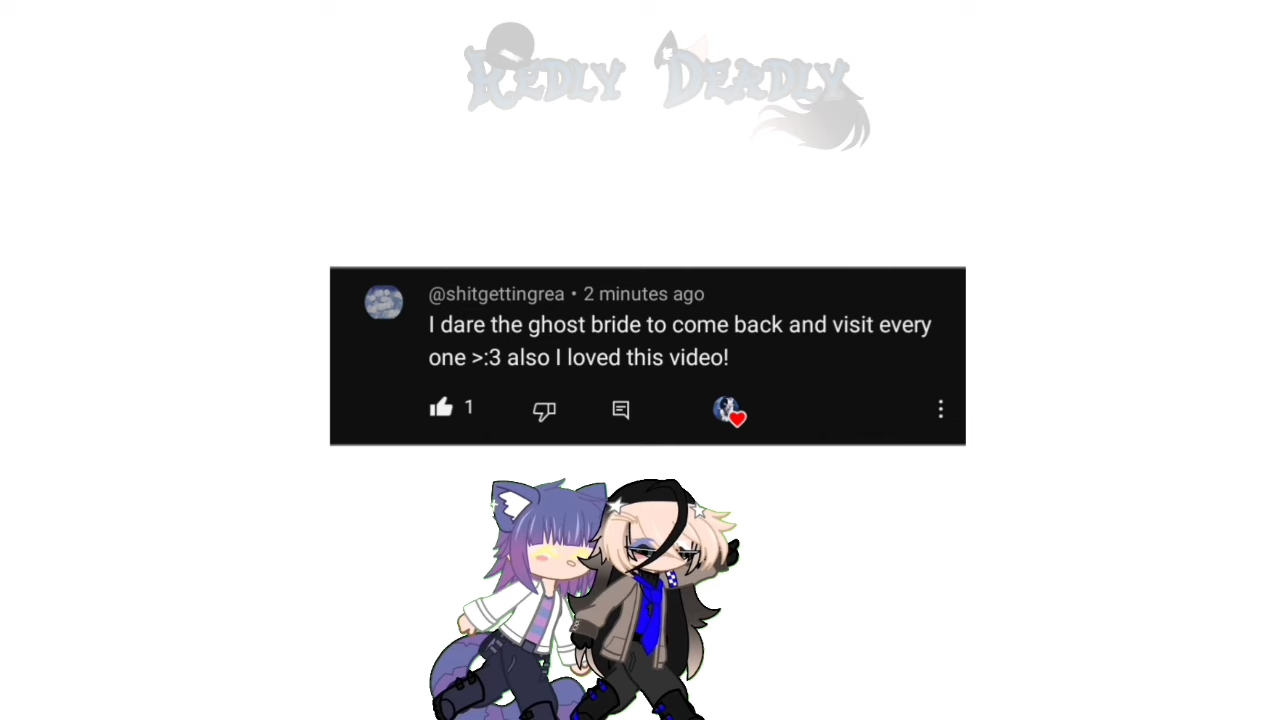 Redly Deadly
@shitgettingrea • 2 minutes ago
I dare the ghost bride to come back and visit every
one >:3 also I loved this video!
1